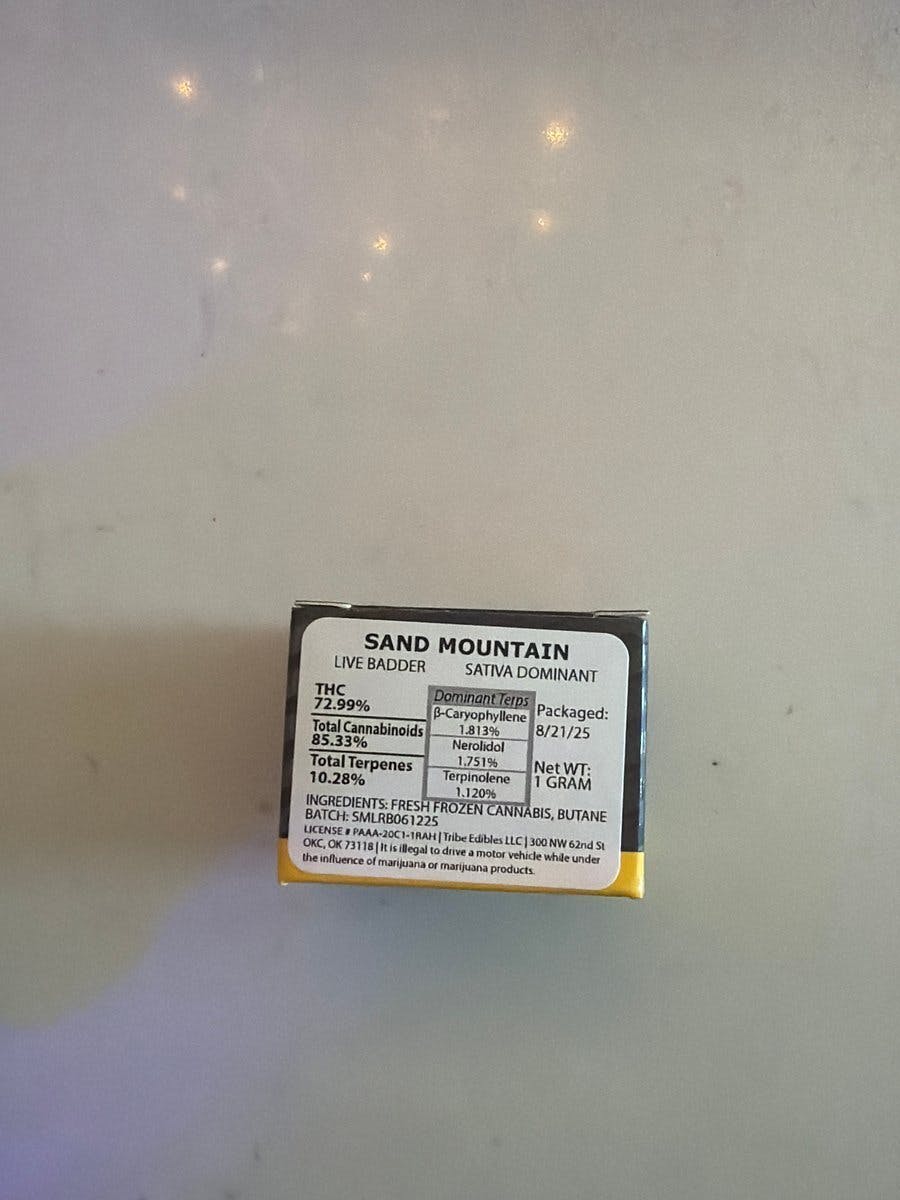 SAND MOUNTAIN
LIVE BADDER SATIVA DOMINANT
THC
72.99%
Total Cannabinoids
85.33%
Total Terpenes
10.28%
Dominant Terps
β-Caryophyllene
1.813%
Nerolidol
1.751%
Terpinolene
1.120%
Packaged:
8/21/25
Net WT:
1 GRAM
INGREDIENTS: FRESH FROZEN CANNABIS, BUTANE
BATCH: SMLRB061225
LICENSE # PAAA-20C1-1RAH | Tribe Edibles LLC | 300 NW 62nd St
OKC, OK 73118 | It is illegal to drive a motor vehicle while under
the influence of marijuana or marijuana products.